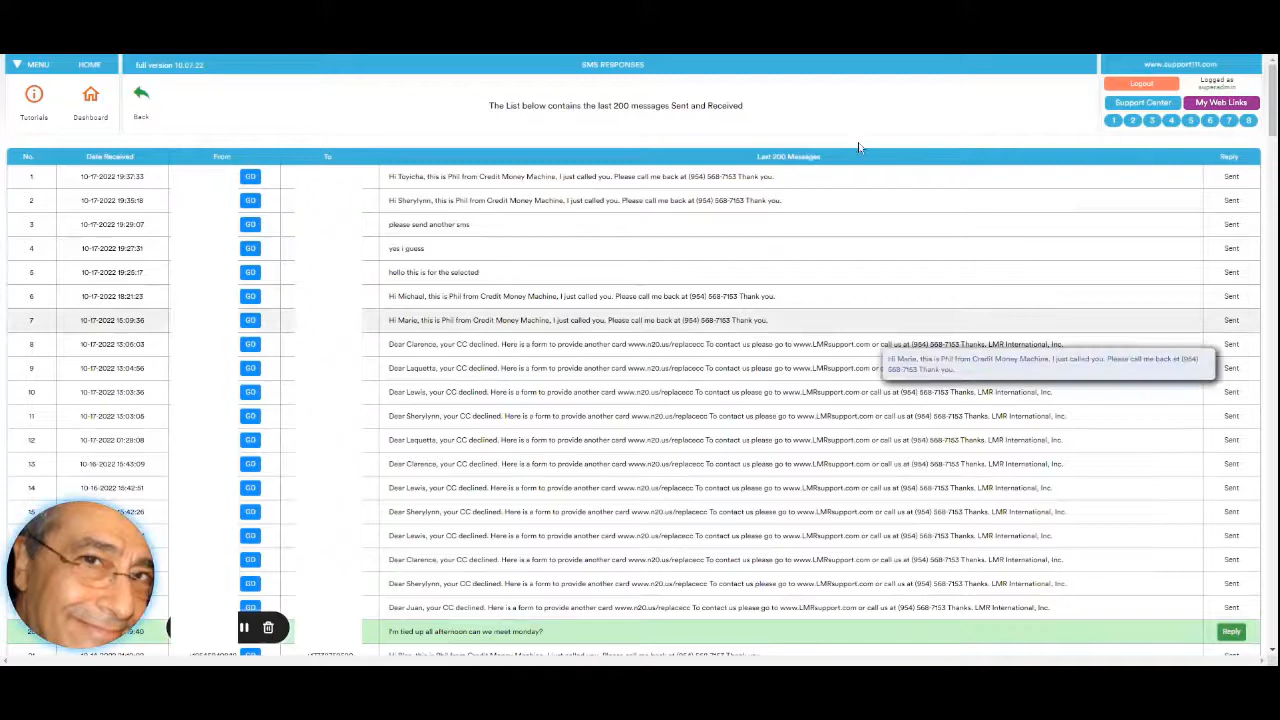 MENU HOME full version 10.07.22 SMS RESPONSES www.support111.com
Logout Logged as
superadmin
Tutorials Dashboard Back The List below contains the last 200 messages Sent and Received Support Center My Web Links
1 2 3 4 5 6 7 8
No. Date Received From To Last 200 Messages Reply
1 10-17-2022 19:37:33 GO Hi Toyicha, this is Phil from Credit Money Machine, I just called you. Please call me back at (954) 568-7153 Thank you. Sent
2 10-17-2022 19:35:18 GO Hi Sherylynn, this is Phil from Credit Money Machine, I just called you. Please call me back at (954) 568-7153 Thank you. Sent
3 10-17-2022 19:29:07 GO please send another sms Sent
4 10-17-2022 19:27:31 GO yes i guess Sent
5 10-17-2022 19:25:17 GO hello this is for the selected Sent
6 10-17-2022 18:21:23 GO Hi Michael, this is Phil from Credit Money Machine, I just called you. Please call me back at (954) 568-7153 Thank you. Sent
7 10-17-2022 15:09:36 GO Hi Marie, this is Phil from Credit Money Machine, I just called you. Please call me back at (954) 568-7153 Thank you. Sent
8 10-17-2022 13:06:03 GO Dear Clarence, your CC declined. Here is a form to provide another card www.n20.us/replacecc To contact us please go to www.LMRsupport.com or call us at (954) 568-7153 Thanks. LMR International, Inc. Sent
Hi Marie, this is Phil from Credit Money Machine, I just called you. Please call me back at (954)
568-7153 Thank you.
9 10-17-2022 13:04:56 GO Dear Laquetta, your CC declined. Here is a form to provide another card www.n20.us/replacecc To contact us please go to www.LMRsupport.com or Sent
10 10-17-2022 13:03:36 GO Dear Lewis, your CC declined. Here is a form to provide another card www.n20.us/replacecc To contact us please go to www.LMRsupport.com or call us at (954) 568-7153 Thanks. LMR International, Inc. Sent
11 10-17-2022 13:03:05 GO Dear Sherylynn, your CC declined. Here is a form to provide another card www.n20.us/replacecc To contact us please go to www.LMRsupport.com or call us at (954) 568-7153 Thanks. LMR International, Inc. Sent
12 10-17-2022 01:28:08 GO Dear Laquetta, your CC declined. Here is a form to provide another card www.n20.us/replacecc To contact us please go to www.LMRsupport.com or call us at (954) 568-7153 Thanks. LMR International, Inc. Sent
13 10-16-2022 15:43:09 GO Dear Clarence, your CC declined. Here is a form to provide another card www.n20.us/replacecc To contact us please go to www.LMRsupport.com or call us at (954) 568-7153 Thanks. LMR International, Inc. Sent
14 10-16-2022 15:42:51 GO Dear Lewis, your CC declined. Here is a form to provide another card www.n20.us/replacecc To contact us please go to www.LMRsupport.com or call us at (954) 568-7153 Thanks. LMR International, Inc. Sent
15:42:26 GO Dear Sherylynn, your CC declined. Here is a form to provide another card www.n20.us/replacecc To contact us please go to www.LMRsupport.com or call us at (954) 568-7153 Thanks. LMR International, Inc. Sent
GO Dear Lewis, your CC declined. Here is a form to provide another card www.n20.us/replacecc To contact us please go to www.LMRsupport.com or call us at (954) 568-7153 Thanks. LMR International, Inc. Sent
GO Dear Clarence, your CC declined. Here is a form to provide another card www.n20.us/replacecc To contact us please go to www.LMRsupport.com or call us at (954) 568-7153 Thanks. LMR International, Inc. Sent
GO Dear Sherylynn, your CC declined. Here is a form to provide another card www.n20.us/replacecc To contact us please go to www.LMRsupport.com or call us at (954) 568-7153 Thanks. LMR International, Inc. Sent
GO Dear Juan, your CC declined. Here is a form to provide another card www.n20.us/replacecc To contact us please go to www.LMRsupport.com or call us at (954) 568-7153 Thanks. LMR International, Inc. Sent
I'm tied up all afternoon can we meet monday? Reply